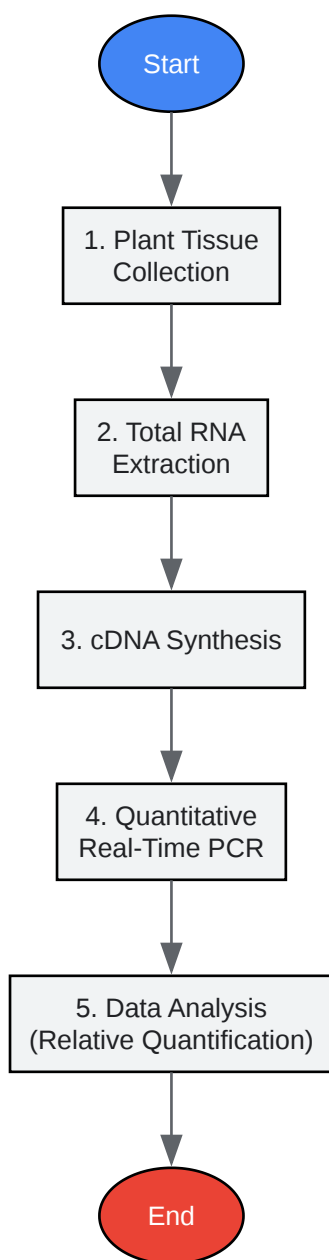 Start
1. Plant Tissue
Collection
2. Total RNA
Extraction
3. cDNA Synthesis
4. Quantitative
Real-Time PCR
5. Data Analysis
(Relative Quantification)
End